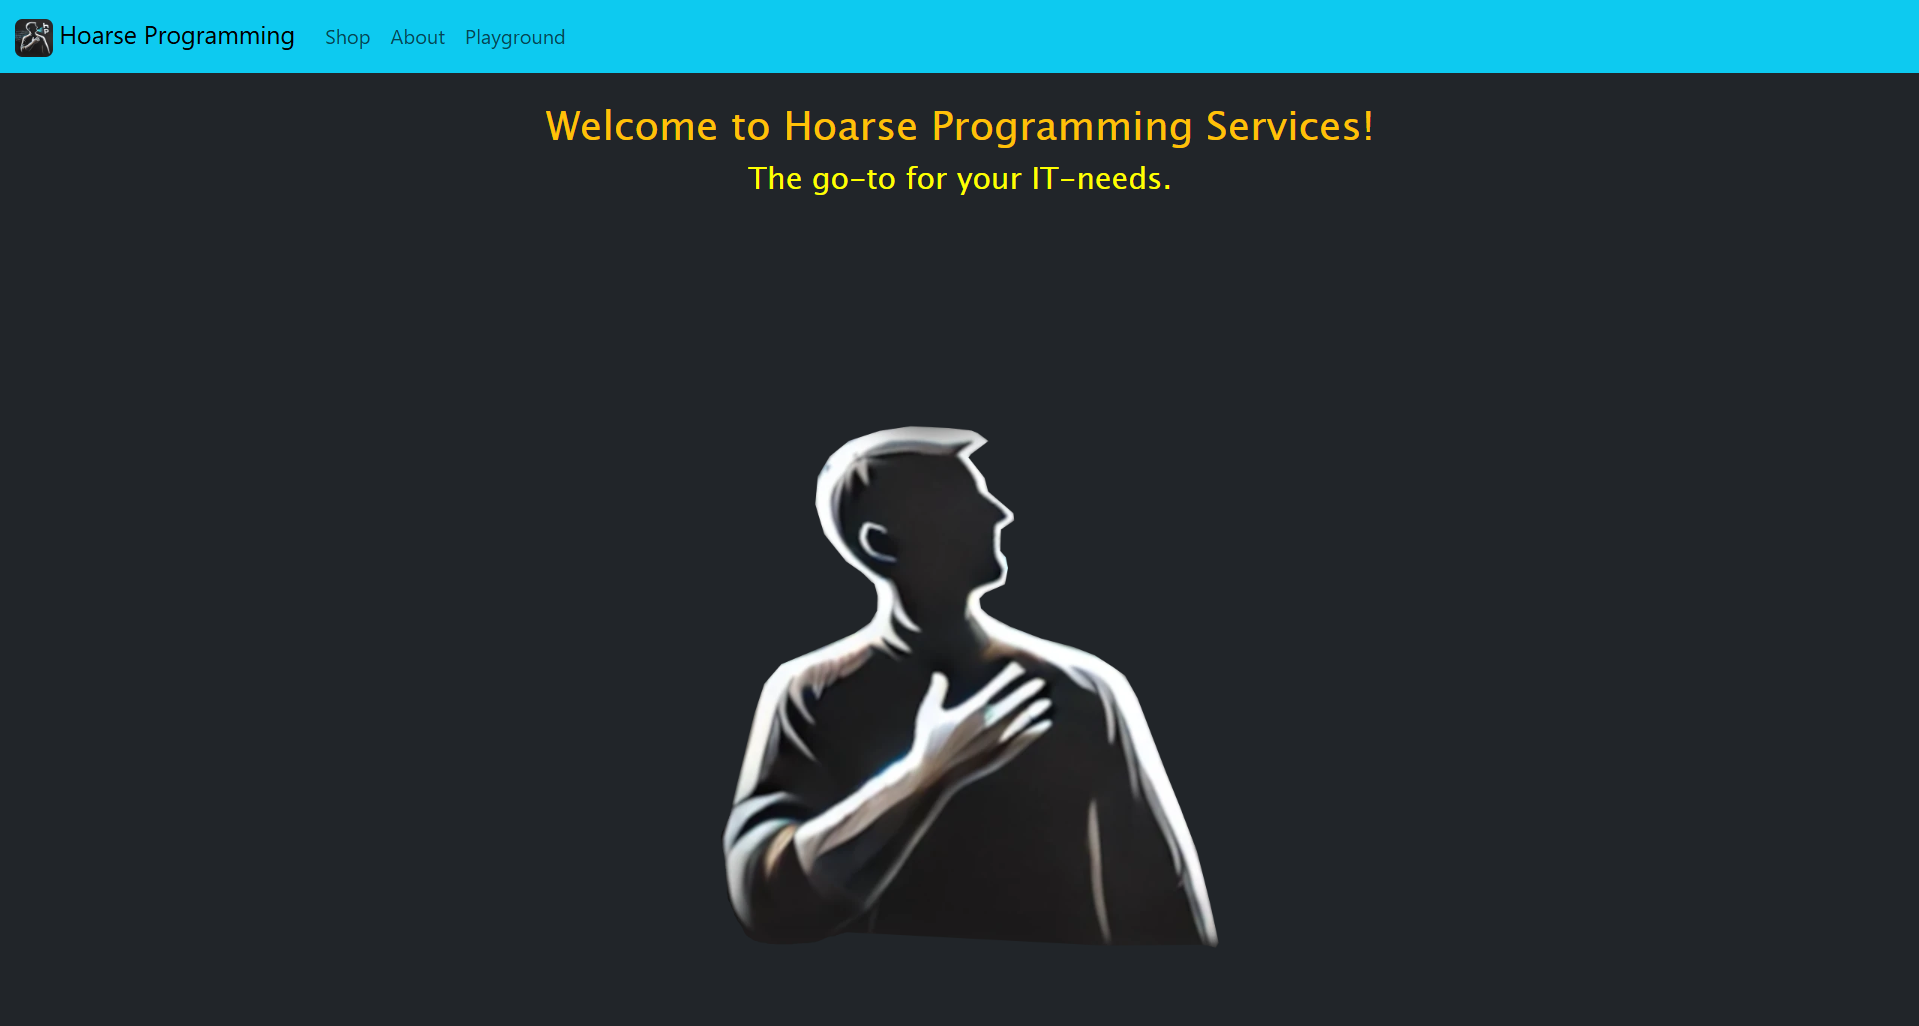 Hoarse Programming Shop About Playground
Welcome to Hoarse Programming Services!
The go-to for your IT-needs.